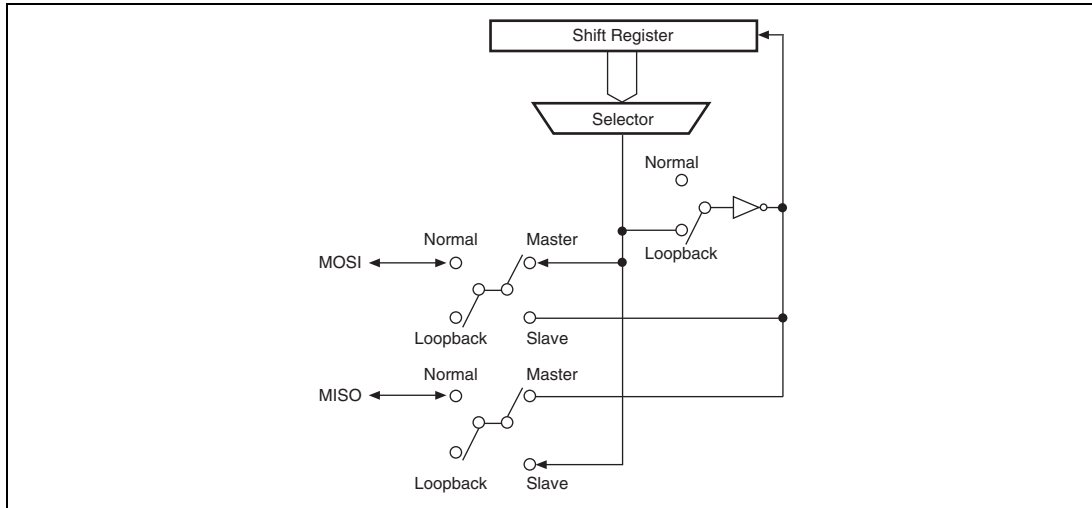 Shift Register
Selector
Normal
Loopback
Normal
Master
MOSI
Loopback
Slave
Normal
Master
MISO
Loopback
Slave